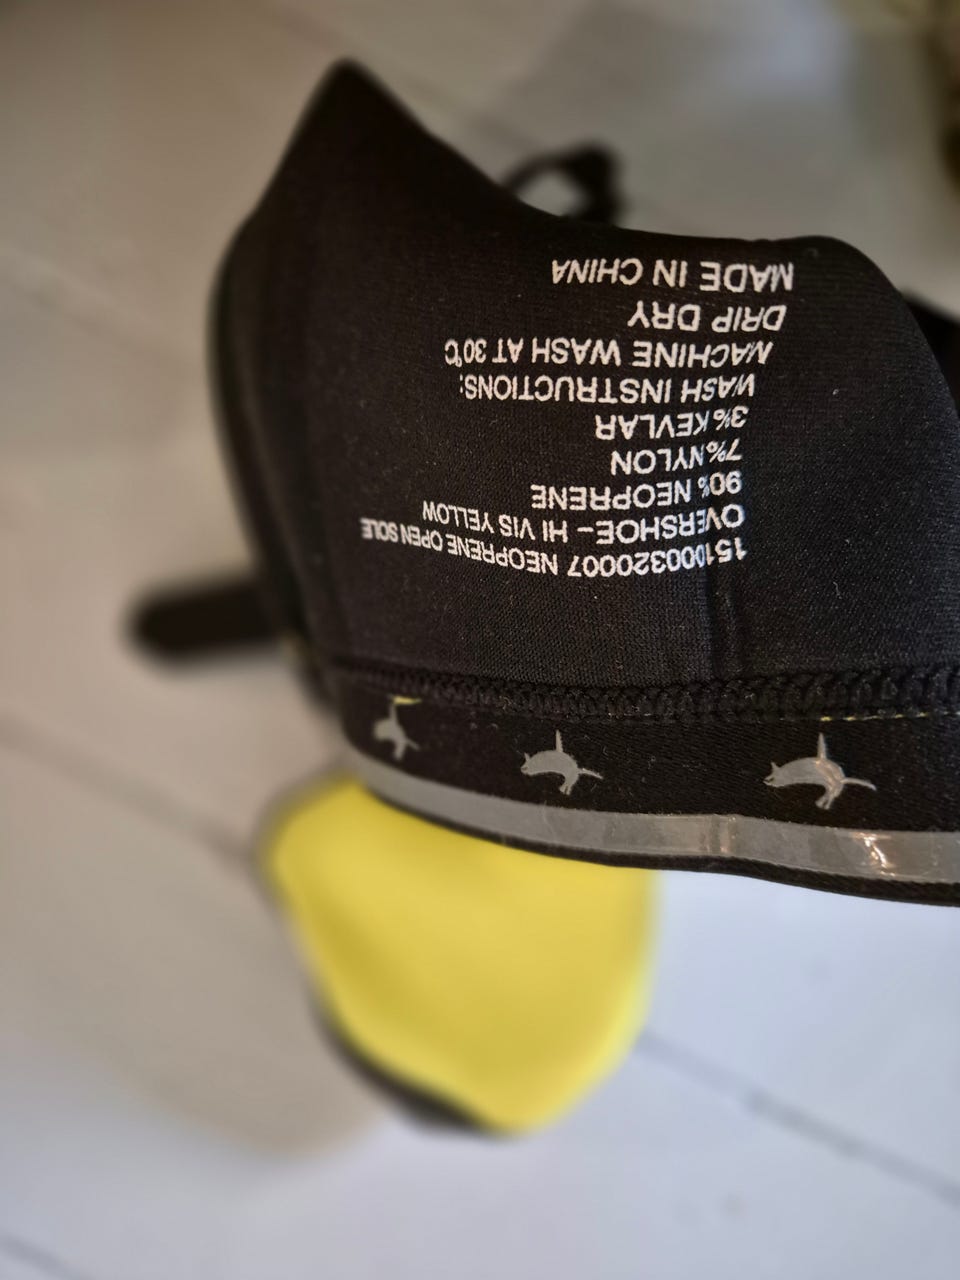 151000320007 NEOPRENE OPEN SOLE
OVERSHOE - HI VIS YELLOW
90% NEOPRENE
7% NYLON
3% KEVLAR
WASH INSTRUCTIONS:
MACHINE WASH AT 30℃
DRIP DRY
MADE IN CHINA